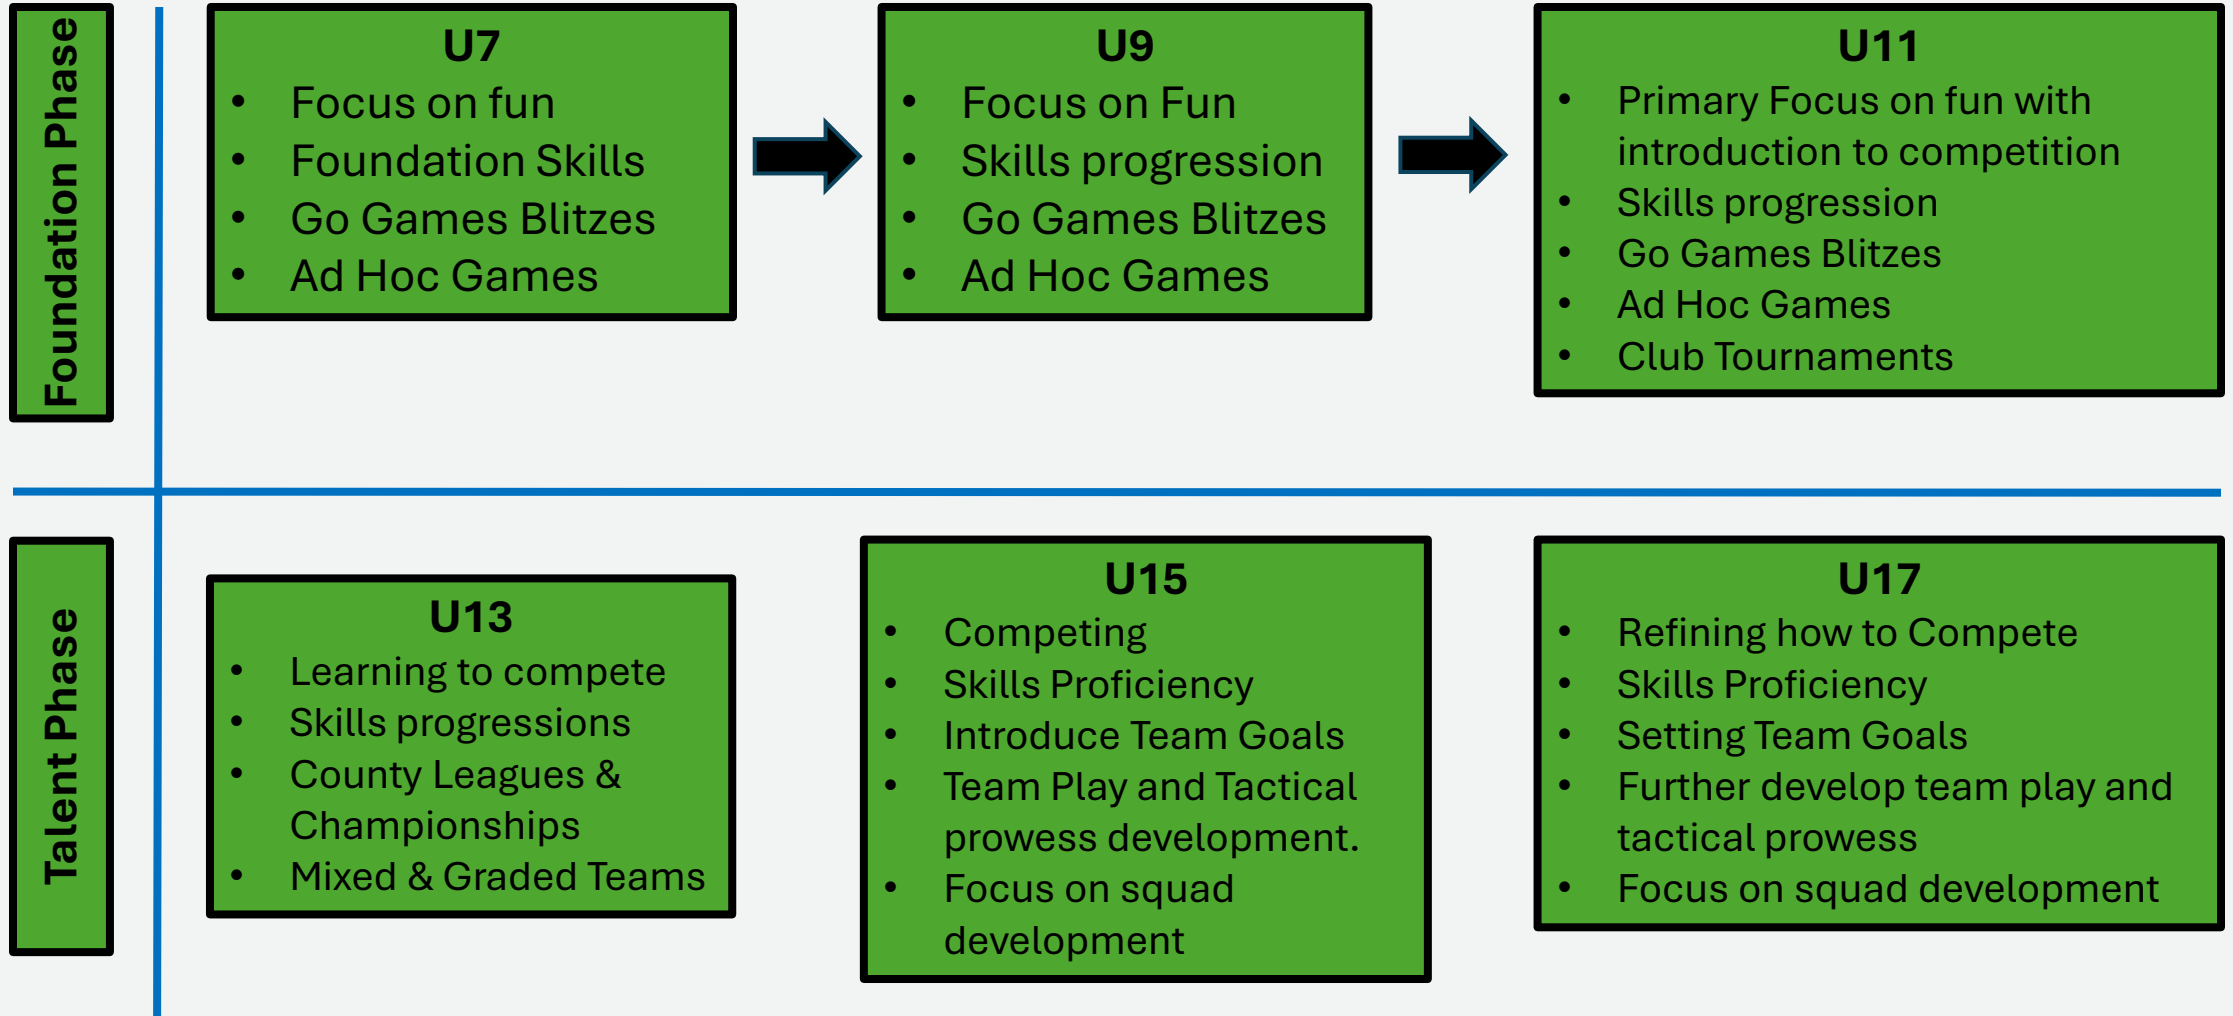 Foundation Phase
U7
• Focus on fun
• Foundation Skills
• Go Games Blitzes
• Ad Hoc Games
U9
• Focus on Fun
• Skills progression
• Go Games Blitzes
• Ad Hoc Games
U11
• Primary Focus on fun with
introduction to competition
• Skills progression
• Go Games Blitzes
• Ad Hoc Games
• Club Tournaments
Talent Phase
U13
• Learning to compete
• Skills progressions
• County Leagues &
Championships
• Mixed & Graded Teams
U15
• Competing
• Skills Proficiency
• Introduce Team Goals
• Team Play and Tactical
prowess development.
• Focus on squad
development
U17
• Refining how to Compete
• Skills Proficiency
• Setting Team Goals
• Further develop team play and
tactical prowess
• Focus on squad development